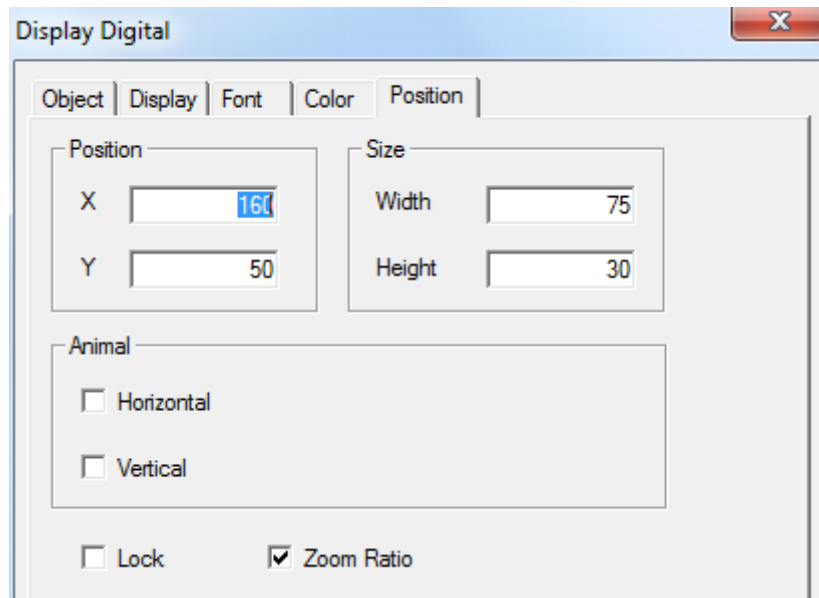 Display Digital
Object Display Font Color Position
Position Size
X 160 Width 75
Y 50 Height 30
Animal
Horizontal
Vertical
Lock Zoom Ratio